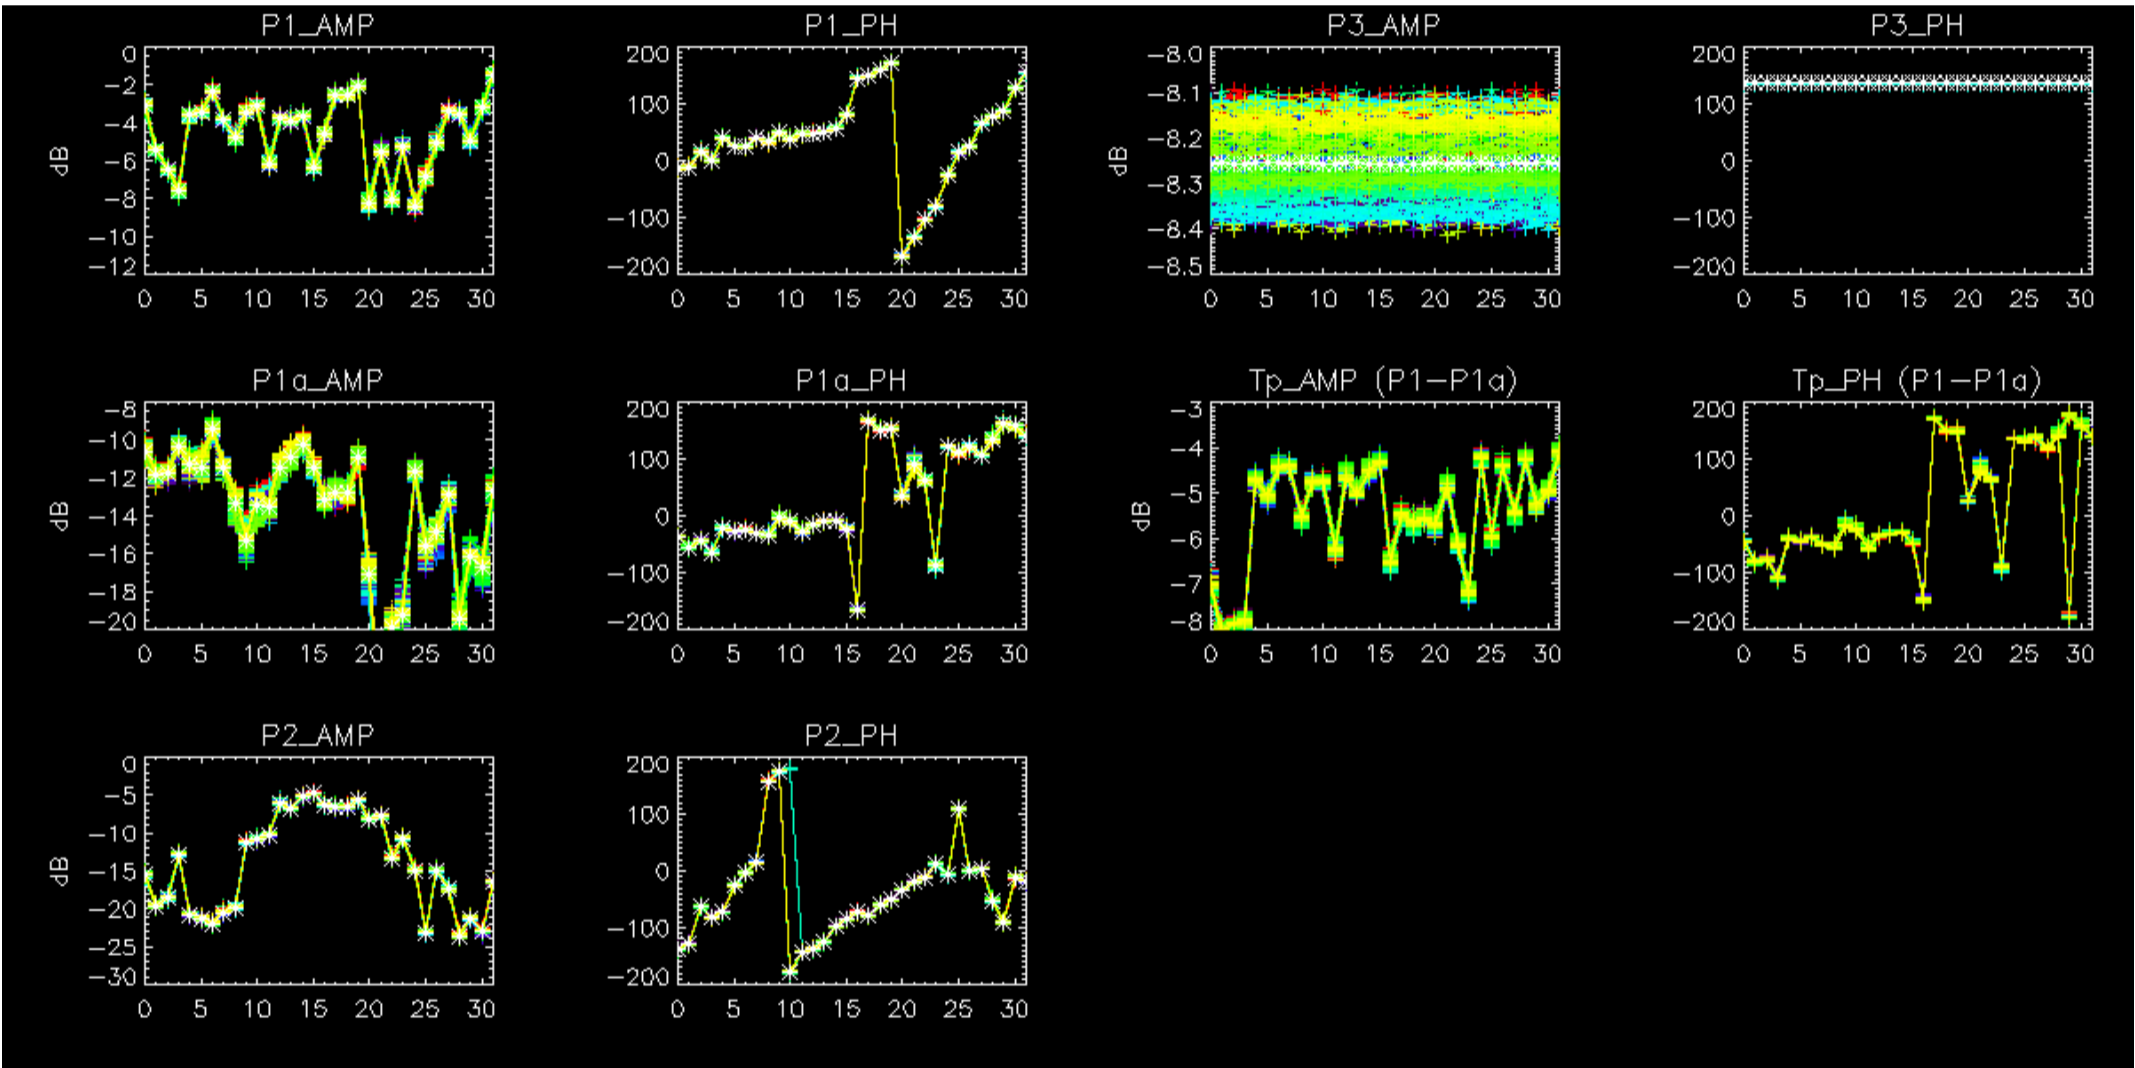 P1_AMP P1_PH P3_AMP P3_PH
0 200 -8.0 200
-2 100 -8.1 100
-4 0 -8.2 0
-6 -100 -8.3 -100
-8 -200 -8.4 -200
-10 -8.5
-12
dB dB
0 5 10 15 20 25 30 0 5 10 15 20 25 30 0 5 10 15 20 25 30 0 5 10 15 20 25 30
P1a_AMP P1a_PH Tp_AMP (P1-P1a) Tp_PH (P1-P1a)
-8 200 -3 200
-10 100 -4 100
-12 0 -5 0
-14 -100 -6 -100
-16 -200 -7 -200
-18 -8
-20
dB dB
0 5 10 15 20 25 30 0 5 10 15 20 25 30 0 5 10 15 20 25 30 0 5 10 15 20 25 30
P2_AMP P2_PH
0 200
-5 100
-10 0
-15 -100
-20 -200
-25
-30
dB
0 5 10 15 20 25 30 0 5 10 15 20 25 30